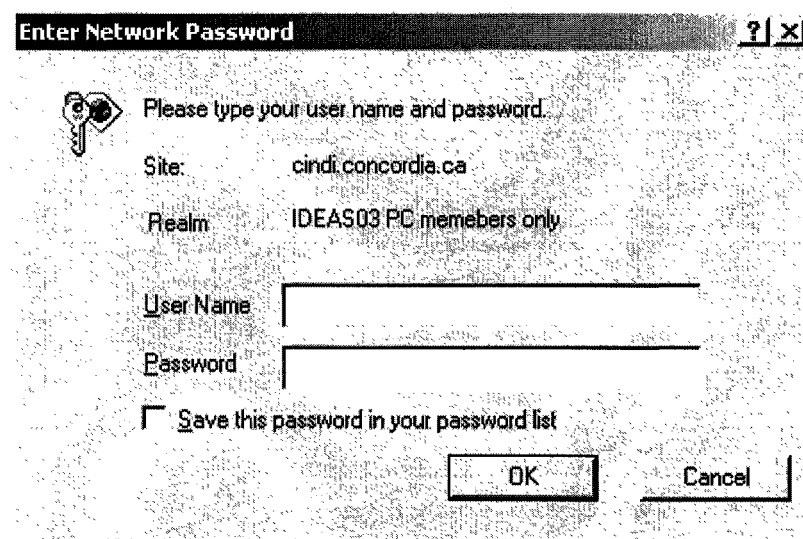 Enter Network Password ? X
Please type your user name and password.
Site: cindi.concordia.ca
Realm IDEAS03 PC memebers only
User Name
Password
Save this password in your password list
OK Cancel